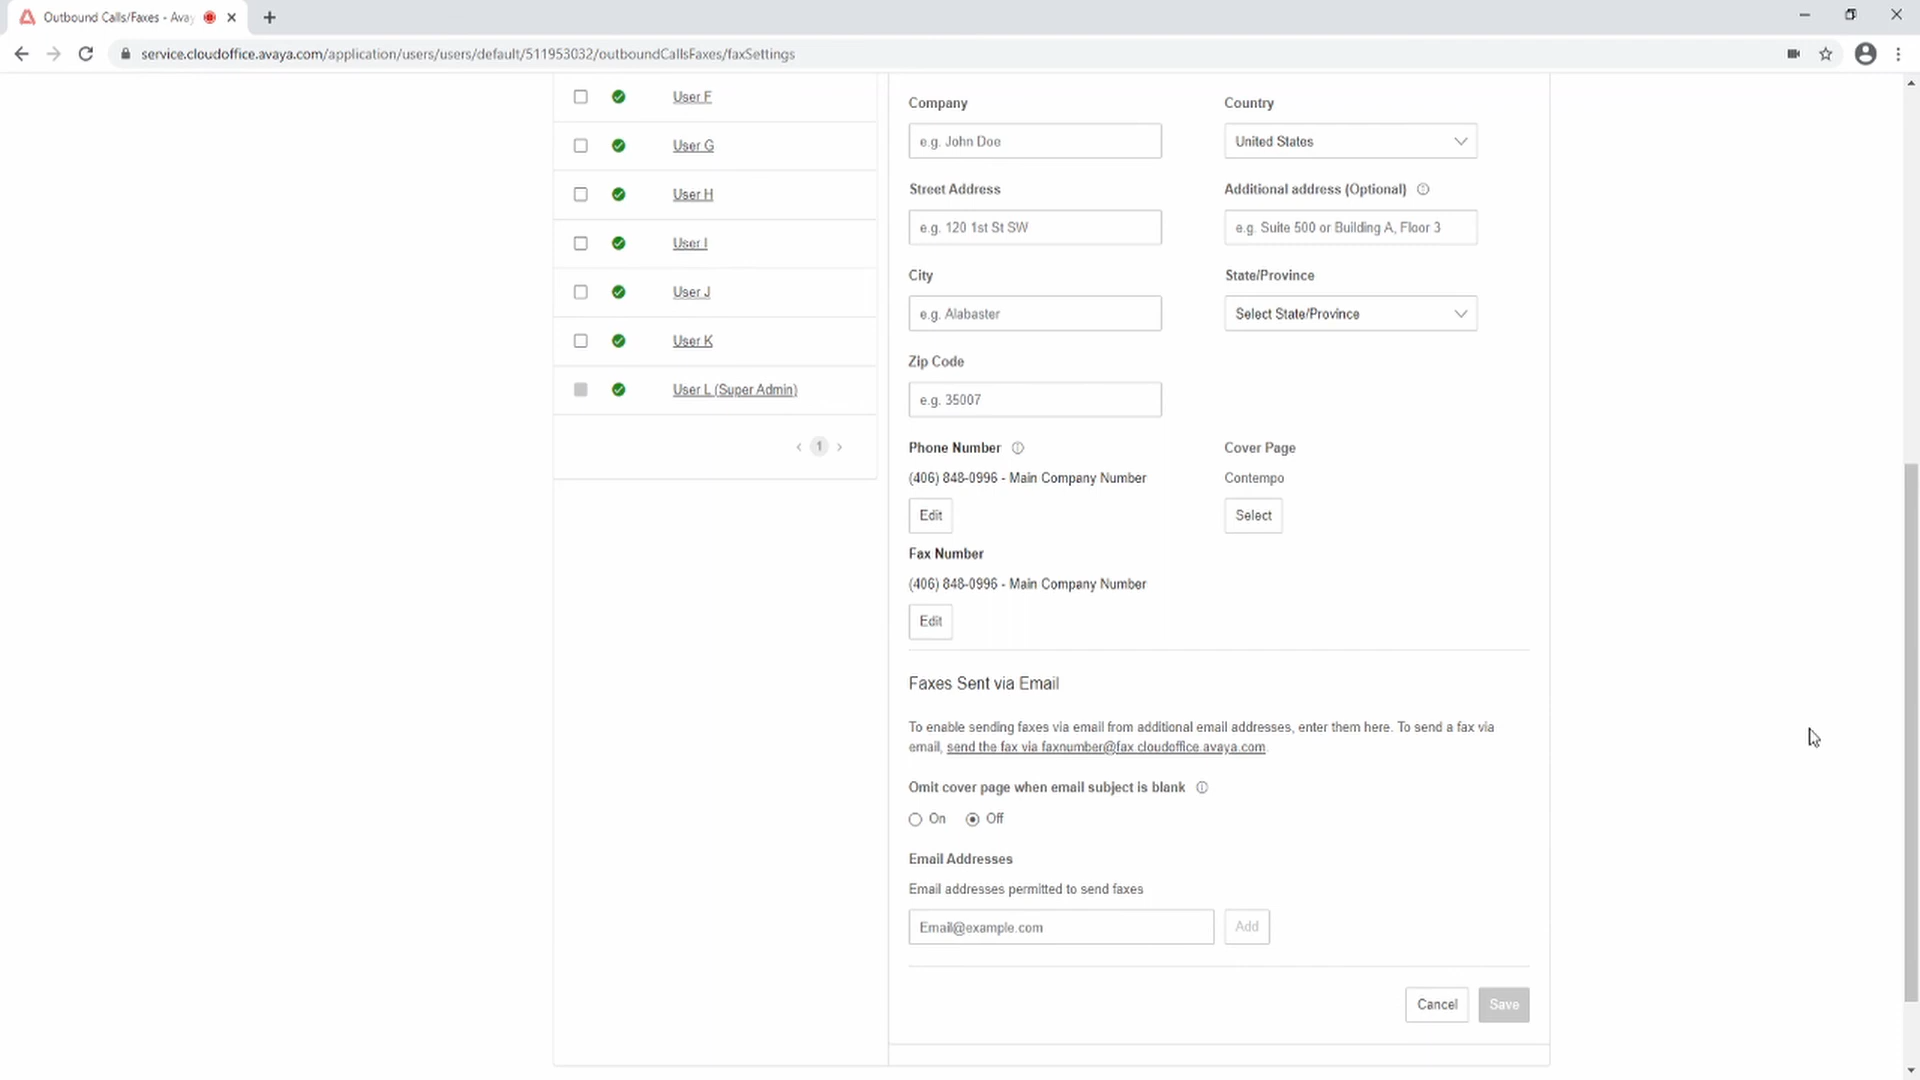 Outbound Calls/Faxes - Ava
service.cloudoffice.avaya.com/application/users/users/default/511953032/outboundCallsFaxes/faxSettings
User F
User G
User H
User I
User J
User K
User L (Super Admin)
1
Company
Country
e.g. John Doe
United States
Street Address
Additional address (Optional)
e.g. 120 1st St SW
e.g. Suite 500 or Building A, Floor 3
City
State/Province
e.g. Alabaster
Select State/Province
Zip Code
e.g. 35007
Phone Number
Cover Page
(406) 848-0996 - Main Company Number
Contempo
Edit
Select
Fax Number
(406) 848-0996 - Main Company Number
Edit
Faxes Sent via Email
To enable sending faxes via email from additional email addresses, enter them here. To send a fax via
email, send the fax via faxnumber@fax.cloudoffice.avaya.com.
Omit cover page when email subject is blank
On Off
Email Addresses
Email addresses permitted to send faxes
Email@example.com
Add
Cancel
Save